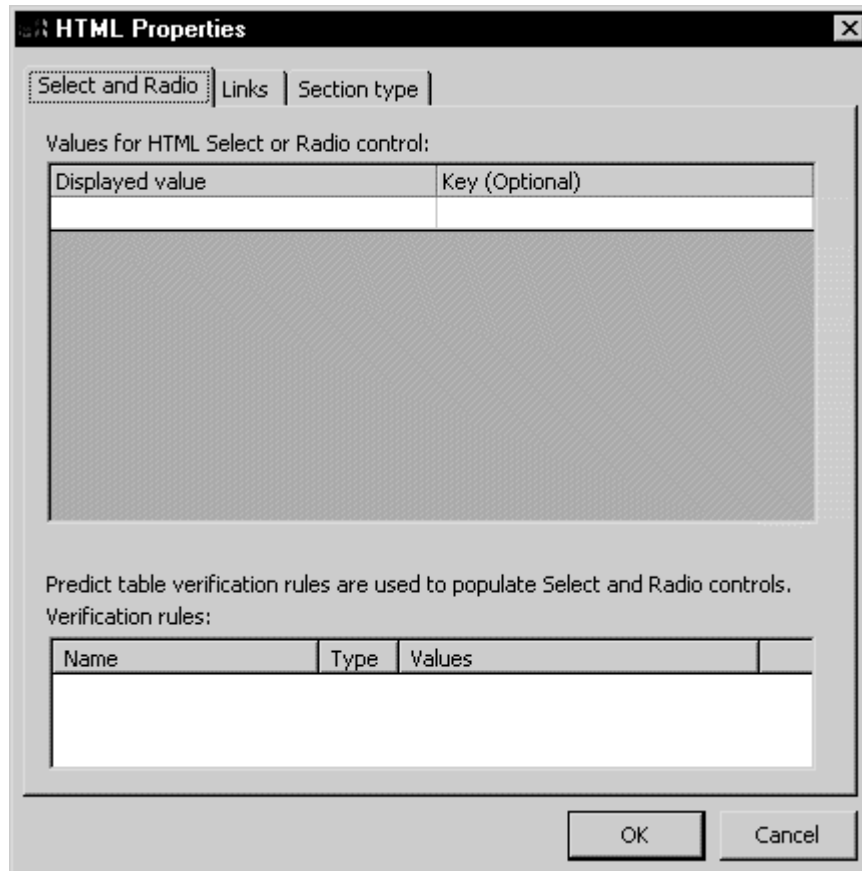 HTML Properties
Select and Radio Links Section type
Values for HTML Select or Radio control:
Displayed value Key (Optional)
Predict table verification rules are used to populate Select and Radio controls.
Verification rules:
Name Type Values
OK Cancel